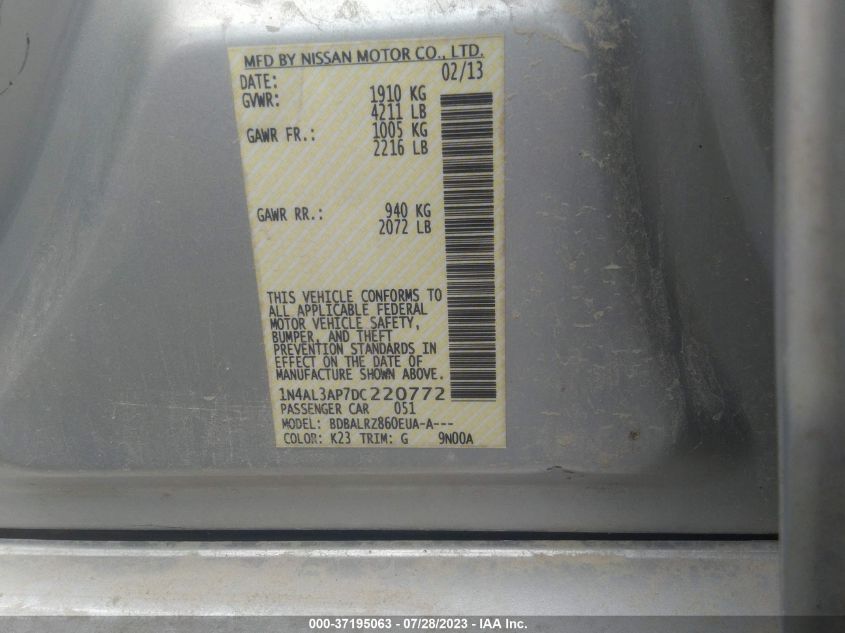 MFD BY NISSAN MOTOR CO., LTD.
DATE: 02/13
GVWR: 1910 KG
4211 LB
GAWR FR.: 1005 KG
2216 LB
GAWR RR.: 940 KG
2072 LB
THIS VEHICLE CONFORMS TO
ALL APPLICABLE FEDERAL
MOTOR VEHICLE SAFETY,
BUMPER, AND THEFT
PREVENTION STANDARDS IN
EFFECT ON THE DATE OF
MANUFACTURE SHOWN ABOVE.
1N4AL3AP7DC220772
PASSENGER CAR 051
MODEL: BDBALRZ860EUA-A---
COLOR: K23 TRIM: G 9N00A
000-37195063 - 07/28/2023 - IAA Inc.